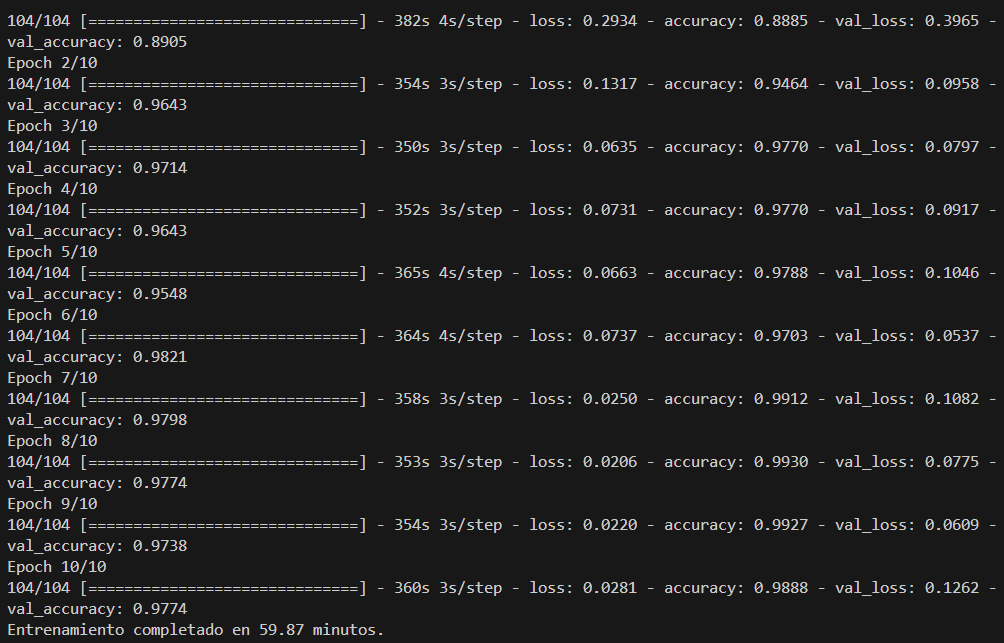 104/104 [==============================] - 382s 4s/step - loss: 0.2934 - accuracy: 0.8885 - val_loss: 0.3965 -
val_accuracy: 0.8905
Epoch 2/10
104/104 [==============================] - 354s 3s/step - loss: 0.1317 - accuracy: 0.9464 - val_loss: 0.0958 -
val_accuracy: 0.9643
Epoch 3/10
104/104 [==============================] - 350s 3s/step - loss: 0.0635 - accuracy: 0.9770 - val_loss: 0.0797 -
val_accuracy: 0.9714
Epoch 4/10
104/104 [==============================] - 352s 3s/step - loss: 0.0731 - accuracy: 0.9770 - val_loss: 0.0917 -
val_accuracy: 0.9643
Epoch 5/10
104/104 [==============================] - 365s 4s/step - loss: 0.0663 - accuracy: 0.9788 - val_loss: 0.1046 -
val_accuracy: 0.9548
Epoch 6/10
104/104 [==============================] - 364s 4s/step - loss: 0.0737 - accuracy: 0.9703 - val_loss: 0.0537 -
val_accuracy: 0.9821
Epoch 7/10
104/104 [==============================] - 358s 3s/step - loss: 0.0250 - accuracy: 0.9912 - val_loss: 0.1082 -
val_accuracy: 0.9798
Epoch 8/10
104/104 [==============================] - 353s 3s/step - loss: 0.0206 - accuracy: 0.9930 - val_loss: 0.0775 -
val_accuracy: 0.9774
Epoch 9/10
104/104 [==============================] - 354s 3s/step - loss: 0.0220 - accuracy: 0.9927 - val_loss: 0.0609 -
val_accuracy: 0.9738
Epoch 10/10
104/104 [==============================] - 360s 3s/step - loss: 0.0281 - accuracy: 0.9888 - val_loss: 0.1262 -
val_accuracy: 0.9774
Entrenamiento completado en 59.87 minutos.